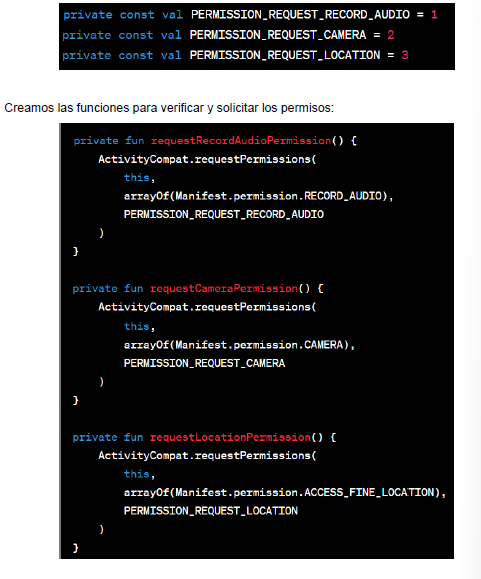 private const val PERMISSION_REQUEST_RECORD_AUDIO = 1
private const val PERMISSION_REQUEST_CAMERA = 2
private const val PERMISSION_REQUEST_LOCATION = 3
Creamos las funciones para verificar y solicitar los permisos:
private fun requestRecordAudioPermission() {
ActivityCompat.requestPermissions(
this,
arrayOf(Manifest.permission.RECORD_AUDIO),
PERMISSION_REQUEST_RECORD_AUDIO
)
}
private fun requestCameraPermission() {
ActivityCompat.requestPermissions(
this,
arrayOf(Manifest.permission.CAMERA),
PERMISSION_REQUEST_CAMERA
)
}
private fun requestLocationPermission() {
ActivityCompat.requestPermissions(
this,
arrayOf(Manifest.permission.ACCESS_FINE_LOCATION),
PERMISSION_REQUEST_LOCATION
)
}